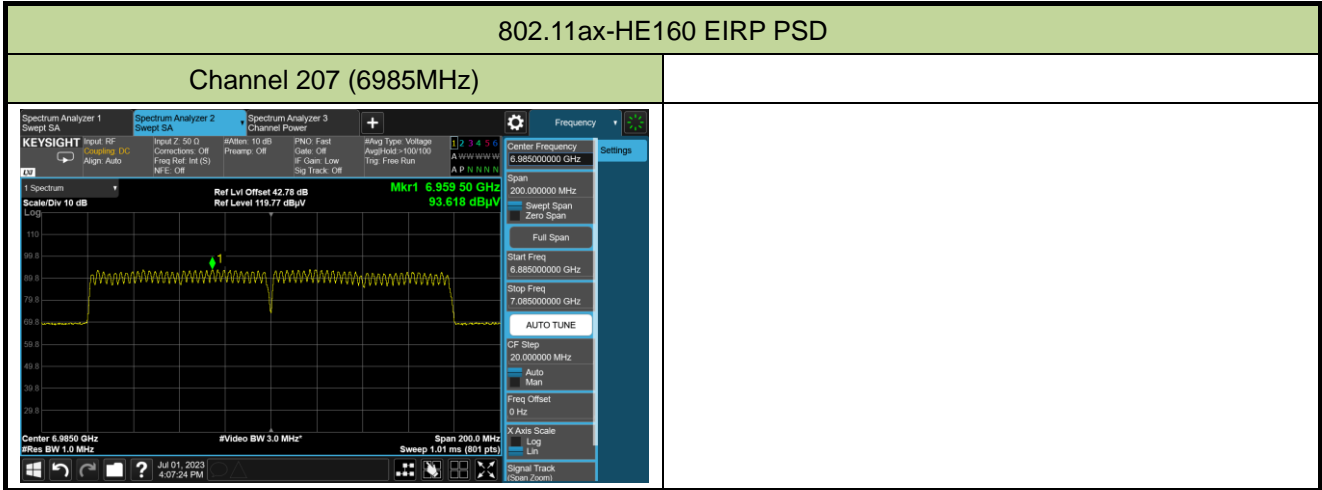 802.11ax-HE160 EIRP PSD
Channel 207 (6985MHz)
Spectrum Analyzer 1
Swept SA
Spectrum Analyzer 2
Swept SA
Spectrum Analyzer 3
Channel Power
+
Frequency
KEYSIGHT
Input: RF
Coupling: DC
Align: Auto
Input Z: 50 Ω
Corrections: Off
Freq Ref: Int (S)
NFE: Off
#Atten: 10 dB
Preamp: Off
PNO: Fast
Gate: Off
IF Gain: Low
Sig Track: Off
#Avg Type: Voltage
Avg|Hold:>100/100
Trig: Free Run
1 2 3 4 5 6
A W W W W W
A P N N N N
LXI
1 Spectrum
Scale/Div 10 dB
Log
Ref Lvl Offset 42.78 dB
Ref Level 119.77 dBµV
Mkr1 6.959 50 GHz
93.618 dBµV
110
99.8
89.8
79.8
69.8
59.8
49.8
39.8
29.8
1
Center 6.9850 GHz
#Res BW 1.0 MHz
#Video BW 3.0 MHz*
Span 200.0 MHz
Sweep 1.01 ms (801 pts)
Center Frequency
6.985000000 GHz
Settings
Span
200.000000 MHz
Swept Span
Zero Span
Full Span
Start Freq
6.885000000 GHz
Stop Freq
7.085000000 GHz
AUTO TUNE
CF Step
20.000000 MHz
Auto
Man
Freq Offset
0 Hz
X Axis Scale
Log
Lin
Signal Track
(Span Zoom)
?
Jul 01, 2023
4:07:24 PM